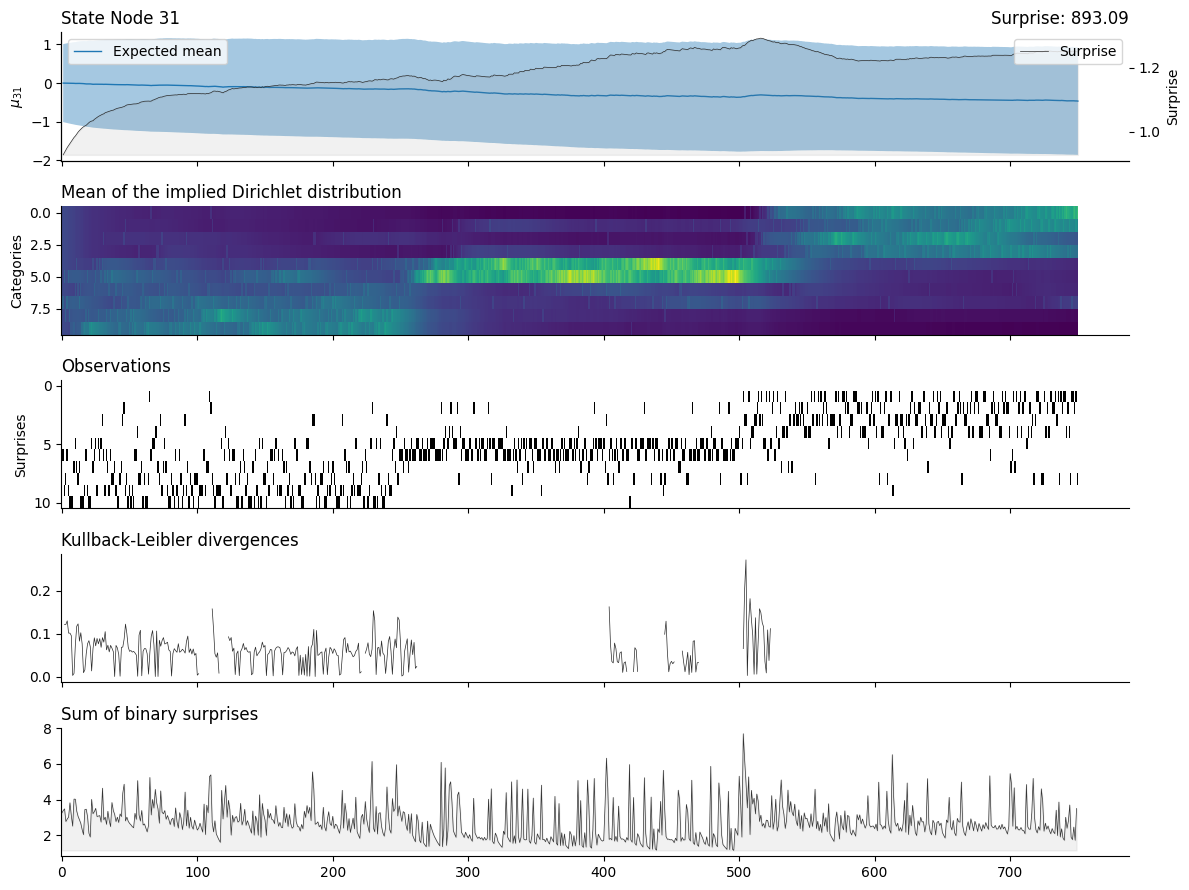 State Node 31 Surprise: 893.09
Expected mean
Surprise
1
0
−1
−2
μ31
1.2
1.0
Surprise
Mean of the implied Dirichlet distribution
0.0
2.5
5.0
7.5
Categories
Observations
0
5
10
Surprises
Kullback-Leibler divergences
0.2
0.1
0.0
Sum of binary surprises
8
6
4
2
0 100 200 300 400 500 600 700